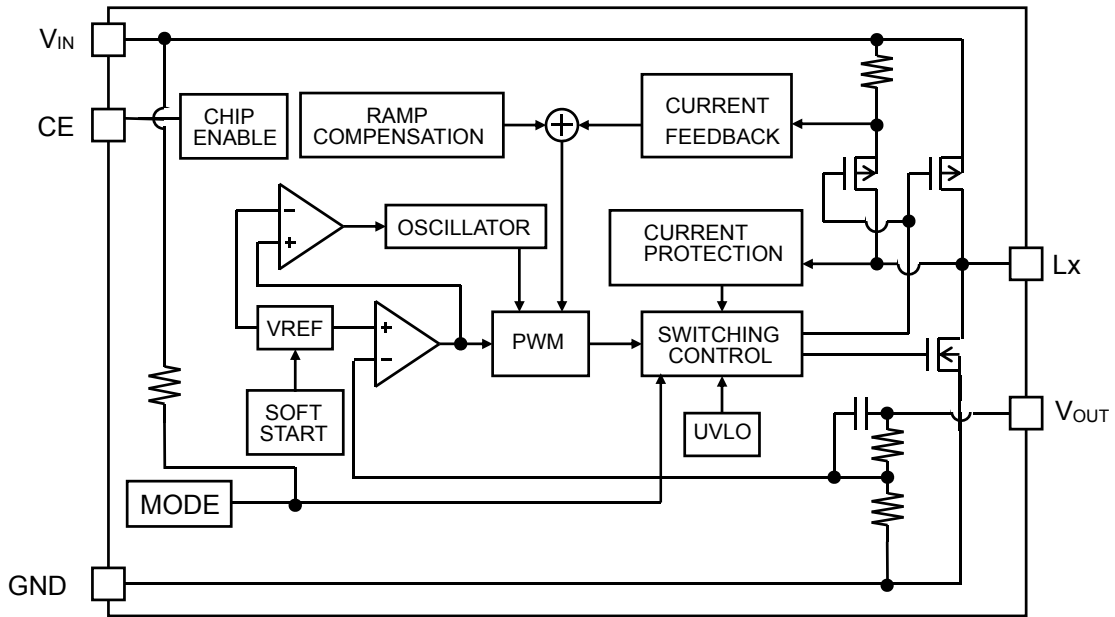 VIN
CE
CHIP
ENABLE
RAMP
COMPENSATION
+
CURRENT
FEEDBACK
−
+
OSCILLATOR
CURRENT
PROTECTION
Lx
VREF
+
−
PWM
SWITCHING
CONTROL
SOFT
START
UVLO
VOUT
MODE
GND